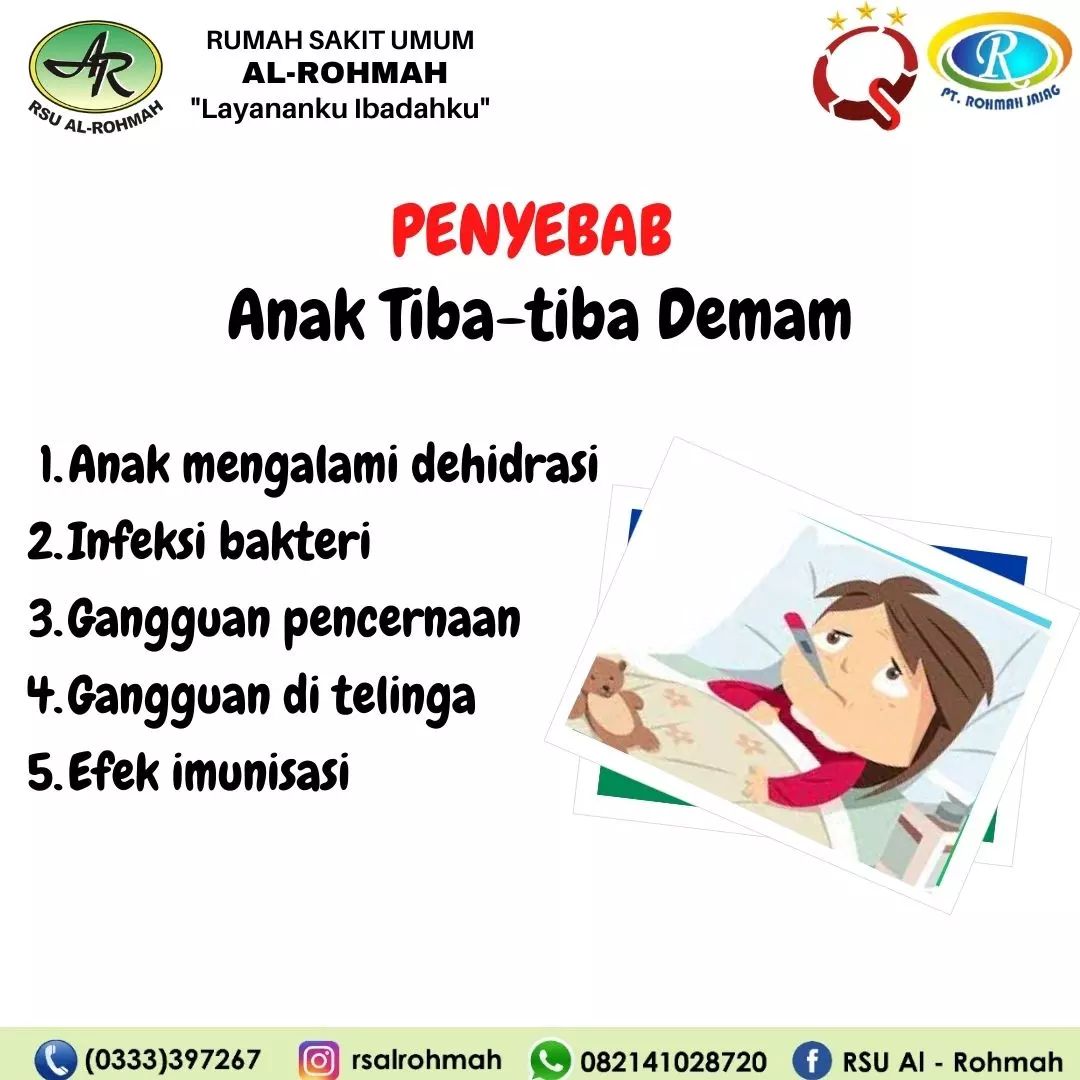 RUMAH SAKIT UMUM
AL-ROHMAH
"Layananku Ibadahku"
AR
RSU AL-ROHMAH
QS
R
PT. ROHMAH JAJAG
PENYEBAB
Anak Tiba-tiba Demam
1. Anak mengalami dehidrasi
2. Infeksi bakteri
3. Gangguan pencernaan
4. Gangguan di telinga
5. Efek imunisasi
(0333)397267
rsalrohmah
082141028720
RSU Al - Rohmah